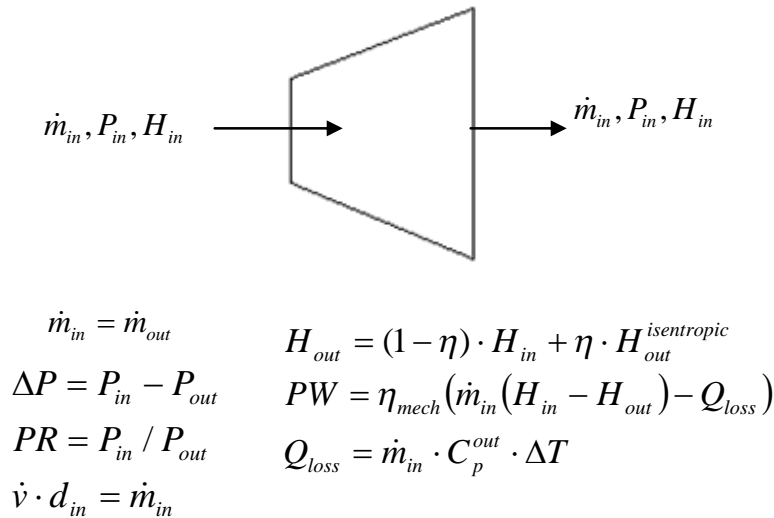 ṁ_in, P_in, H_in
ṁ_in, P_in, H_in
ṁ_in = ṁ_out
ΔP = P_in − P_out
PR = P_in / P_out
v̇ · d_in = ṁ_in
H_out = (1 − η) · H_in + η · H_out^isentropic
PW = η_mech(ṁ_in(H_in − H_out) − Q_loss)
Q_loss = ṁ_in · C_p^out · ΔT